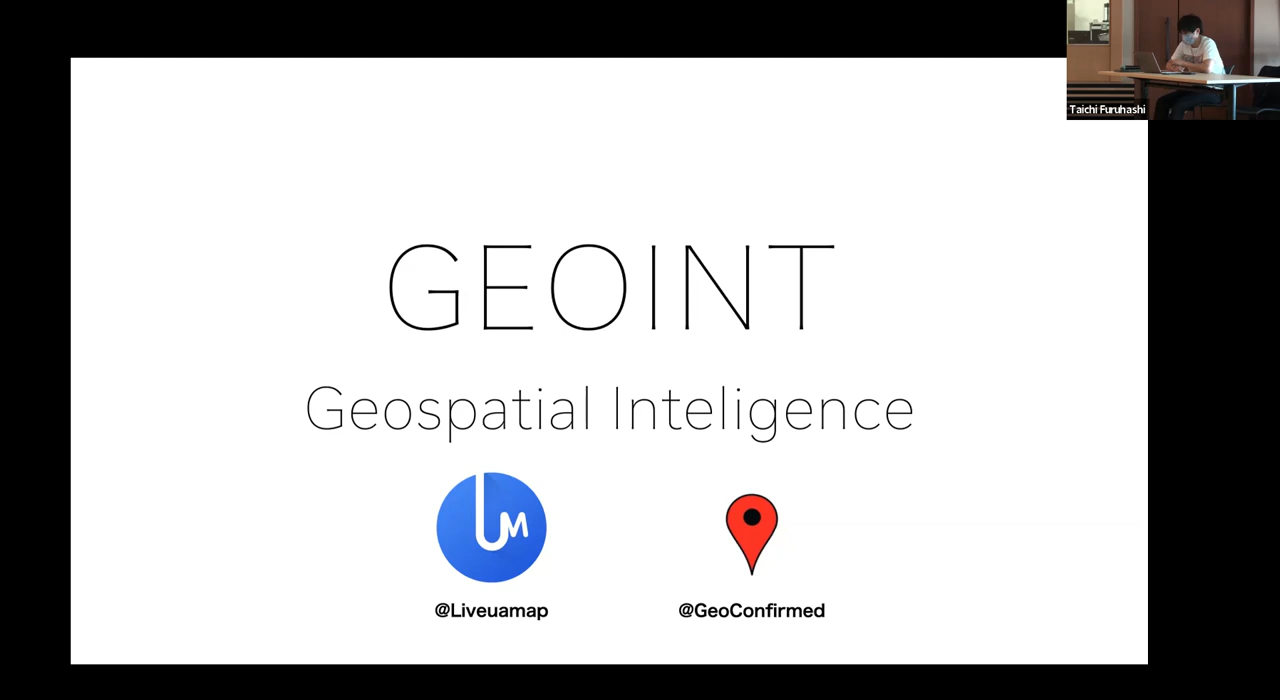 Taichi Furuhashi
GEOINT
Geospatial Inteligence
UM
@Liveuamap
@GeoConfirmed